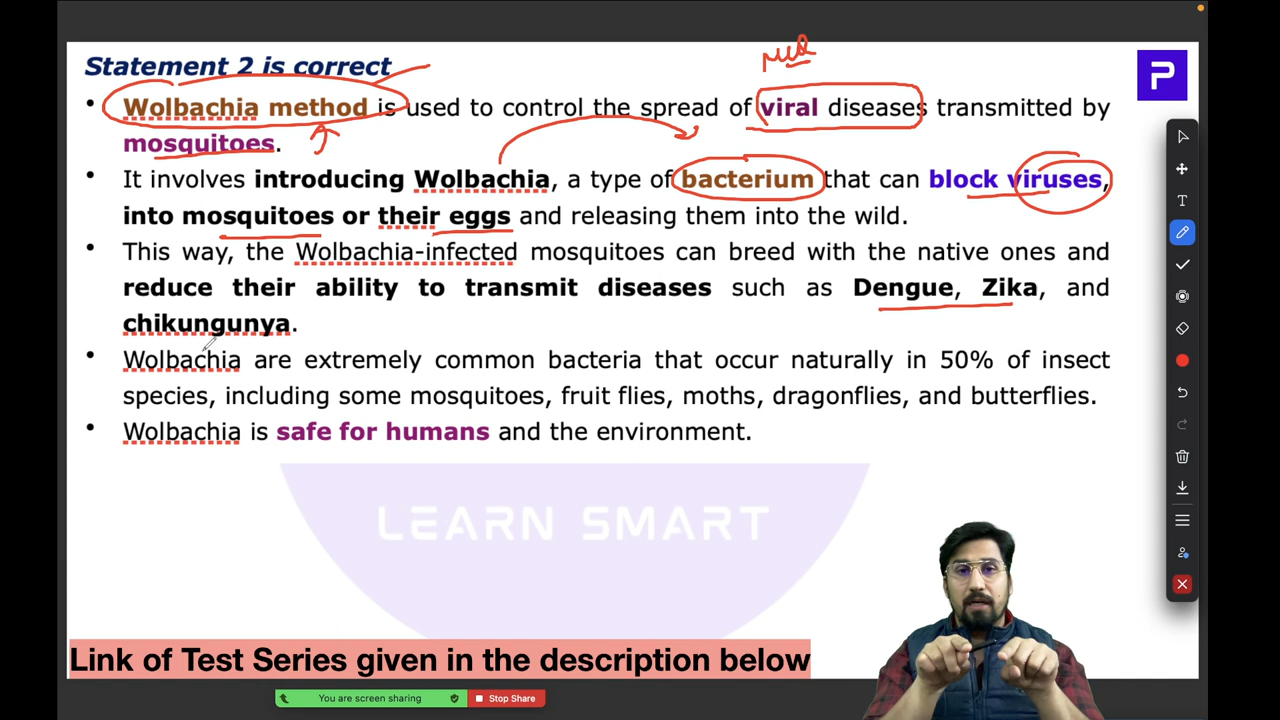 Statement 2 is correct
• Wolbachia method is used to control the spread of viral diseases transmitted by
mosquitoes.
• It involves introducing Wolbachia, a type of bacterium that can block viruses,
into mosquitoes or their eggs and releasing them into the wild.
• This way, the Wolbachia-infected mosquitoes can breed with the native ones and
reduce their ability to transmit diseases such as Dengue, Zika, and
chikungunya.
• Wolbachia are extremely common bacteria that occur naturally in 50% of insect
species, including some mosquitoes, fruit flies, moths, dragonflies, and butterflies.
• Wolbachia is safe for humans and the environment.
LEARN SMART
Link of Test Series given in the description below
You are screen sharing
Stop Share
P
T